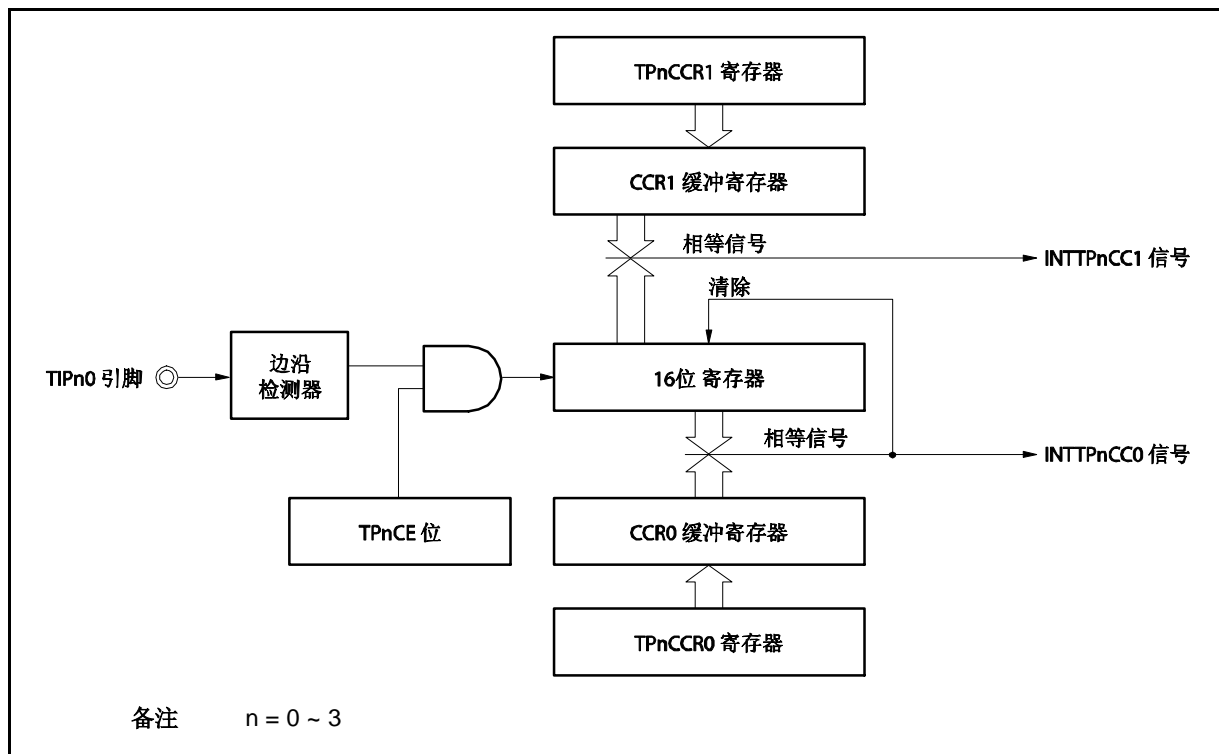 TPnCCR1 寄存器
CCR1 缓冲寄存器
相等信号
INTTPnCC1 信号
清除
TIPn0 引脚
边沿
检测器
16位 寄存器
相等信号
INTTPnCC0 信号
TPnCE 位
CCR0 缓冲寄存器
TPnCCR0 寄存器
备注 n = 0 ~ 3